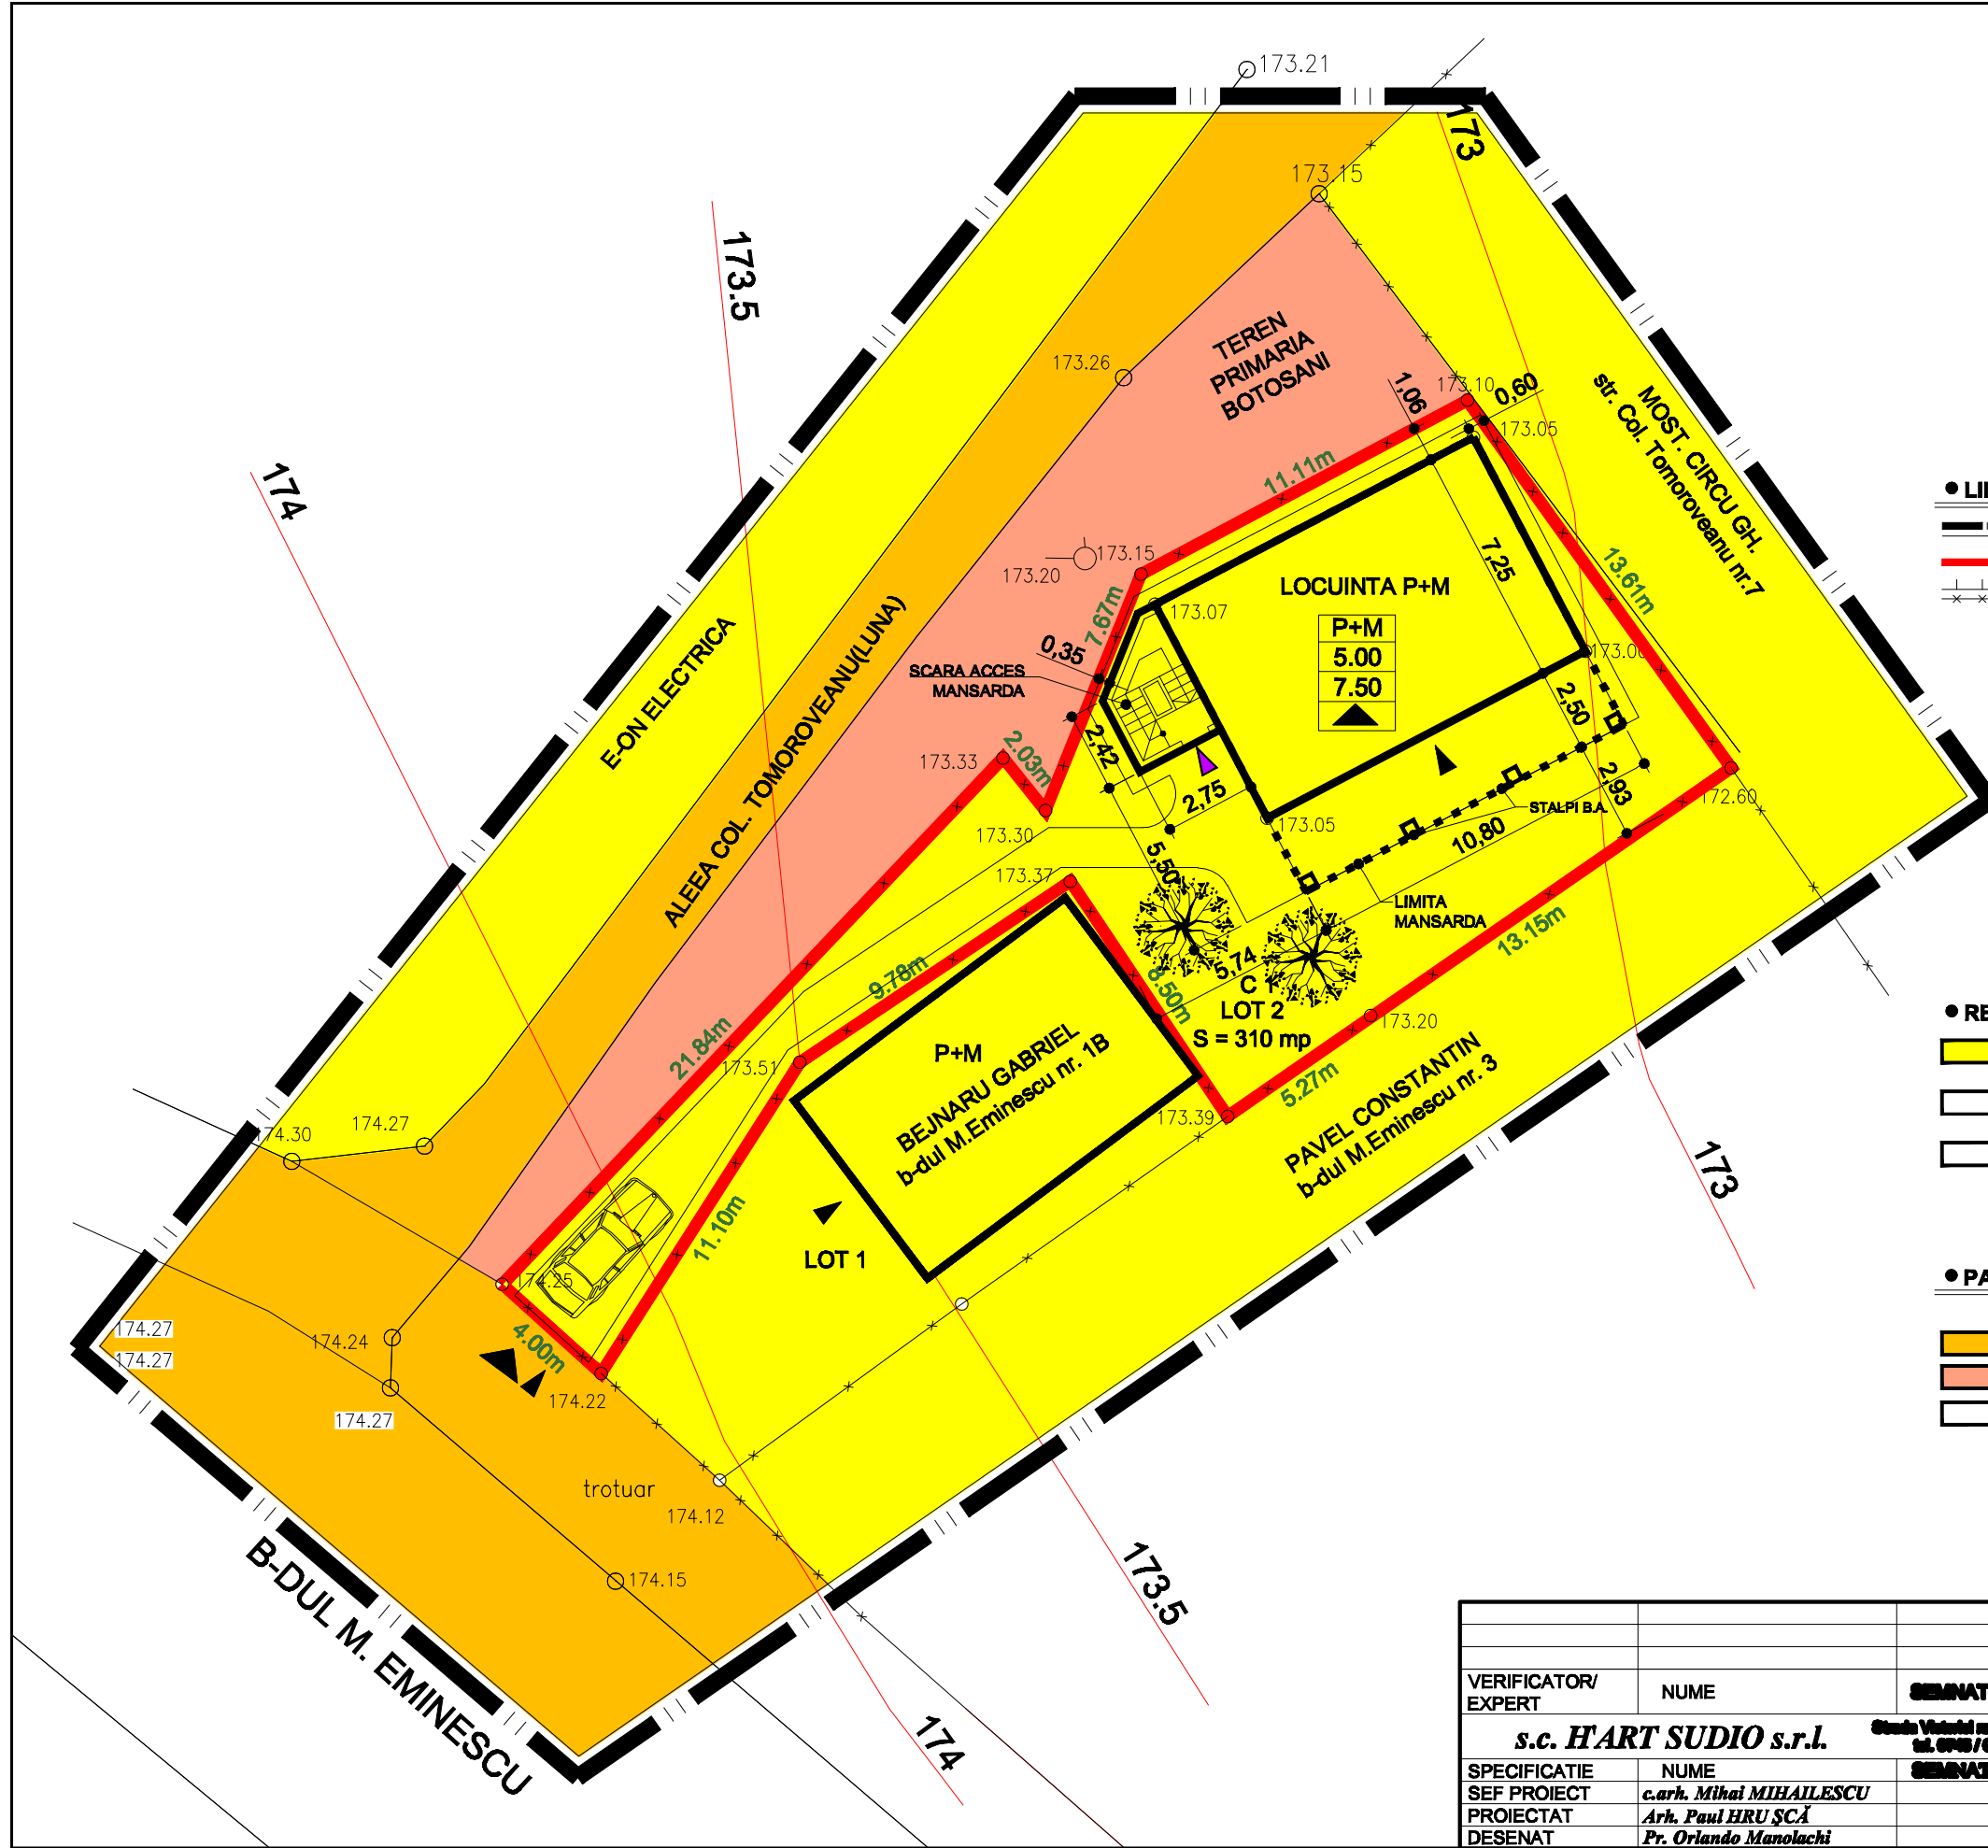 173.21
173
173.15
173.5
TEREN
PRIMARIA
BOTOSANI
173.26
1,06
173.10
0,60
173.05
MOST. CIRCU GH.
str. Col. Tomoroveanu nr.7
174
11.11m
7,25
13.61m
173.15
173.20
LOCUINTA P+M
7.67m
173.07
P+M
5.00
7.50
0,35
SCARA ACCES
MANSARDA
E-ON ELECTRICA
ALEEA COL. TOMOROVEANU(LUNA)
2,50
173.33
2.03m
2,42
2,75
2,93
STALPI B.A.
172.60
173.30
173.05
10,80
5,50
173.37
LIMITA
MANSARDA
13.15m
9.78m
8.50m
5,74
C 1
LOT 2
S = 310 mp
173.20
21.84m
173.51
P+M
BEJNARU GABRIEL
b-dul M.Eminescu nr. 1B
5.27m
173.39
PAVEL CONSTANTIN
b-dul M.Eminescu nr. 3
173
174.30
174.27
11.10m
LOT 1
174.25
174.27
174.27
174.24
4.00m
174.22
174.27
trotuar
174.12
174.15
173.5
B-DUL M. EMINESCU
174
VERIFICATOR/
EXPERT
NUME
SEMNAT
s.c. H'ART SUDIO s.r.l.
SPECIFICATIE NUME SEMNAT
SEF PROIECT c.arh. Mihai MIHAILESCU
PROIECTAT Arh. Paul HRUŞCĂ
DESENAT Pr. Orlando Manolachi